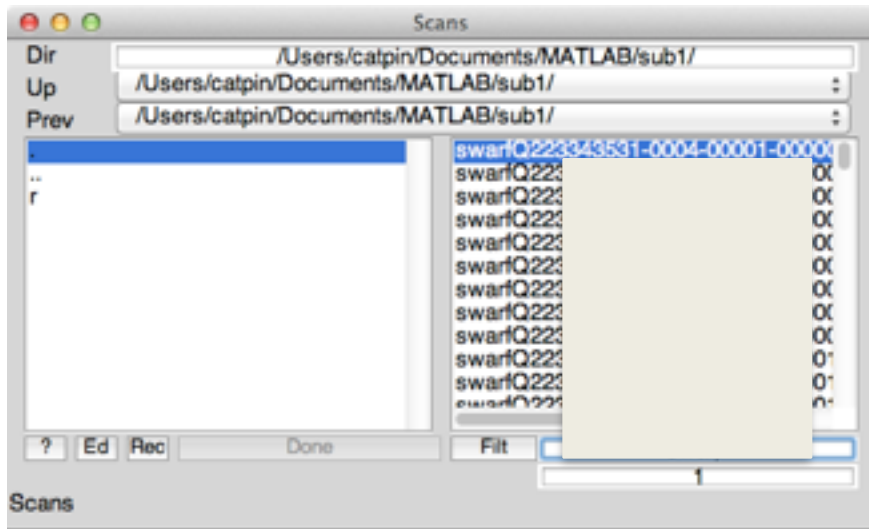 Scans
Dir /Users/catpin/Documents/MATLAB/sub1/
Up /Users/catpin/Documents/MATLAB/sub1/
Prev /Users/catpin/Documents/MATLAB/sub1/
.
..
r
swarfQ223343531-0004-00001-00000
swarfQ223
swarfQ223
swarfQ223
swarfQ223
swarfQ223
swarfQ223
swarfQ223
swarfQ223
swarfQ223
swarfQ223
? Ed Rec Done Filt
1
Scans